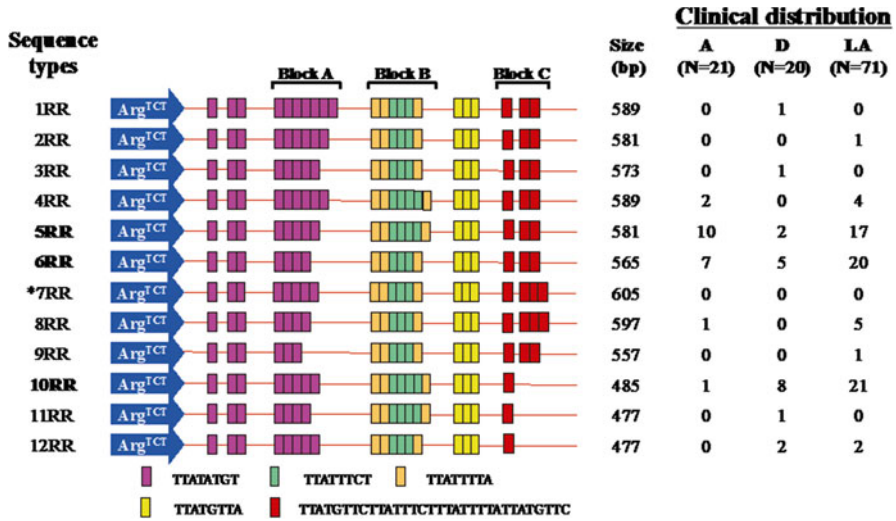 Clinical distribution
Sequence types
Block A Block B Block C
Size (bp) A (N=21) D (N=20) LA (N=71)
1RR ArgTCT 589 0 1 0
2RR ArgTCT 581 0 0 1
3RR ArgTCT 573 0 1 0
4RR ArgTCT 589 2 0 4
5RR ArgTCT 581 10 2 17
6RR ArgTCT 565 7 5 20
*7RR ArgTCT 605 0 0 0
8RR ArgTCT 597 1 0 5
9RR ArgTCT 557 0 0 1
10RR ArgTCT 485 1 8 21
11RR ArgTCT 477 0 1 0
12RR ArgTCT 477 0 2 2
TTATATGT TTATTTCT TTATTTTA
TTATGTTA TTATGTTCTTATTTCTTTATTTTATTATGTTC